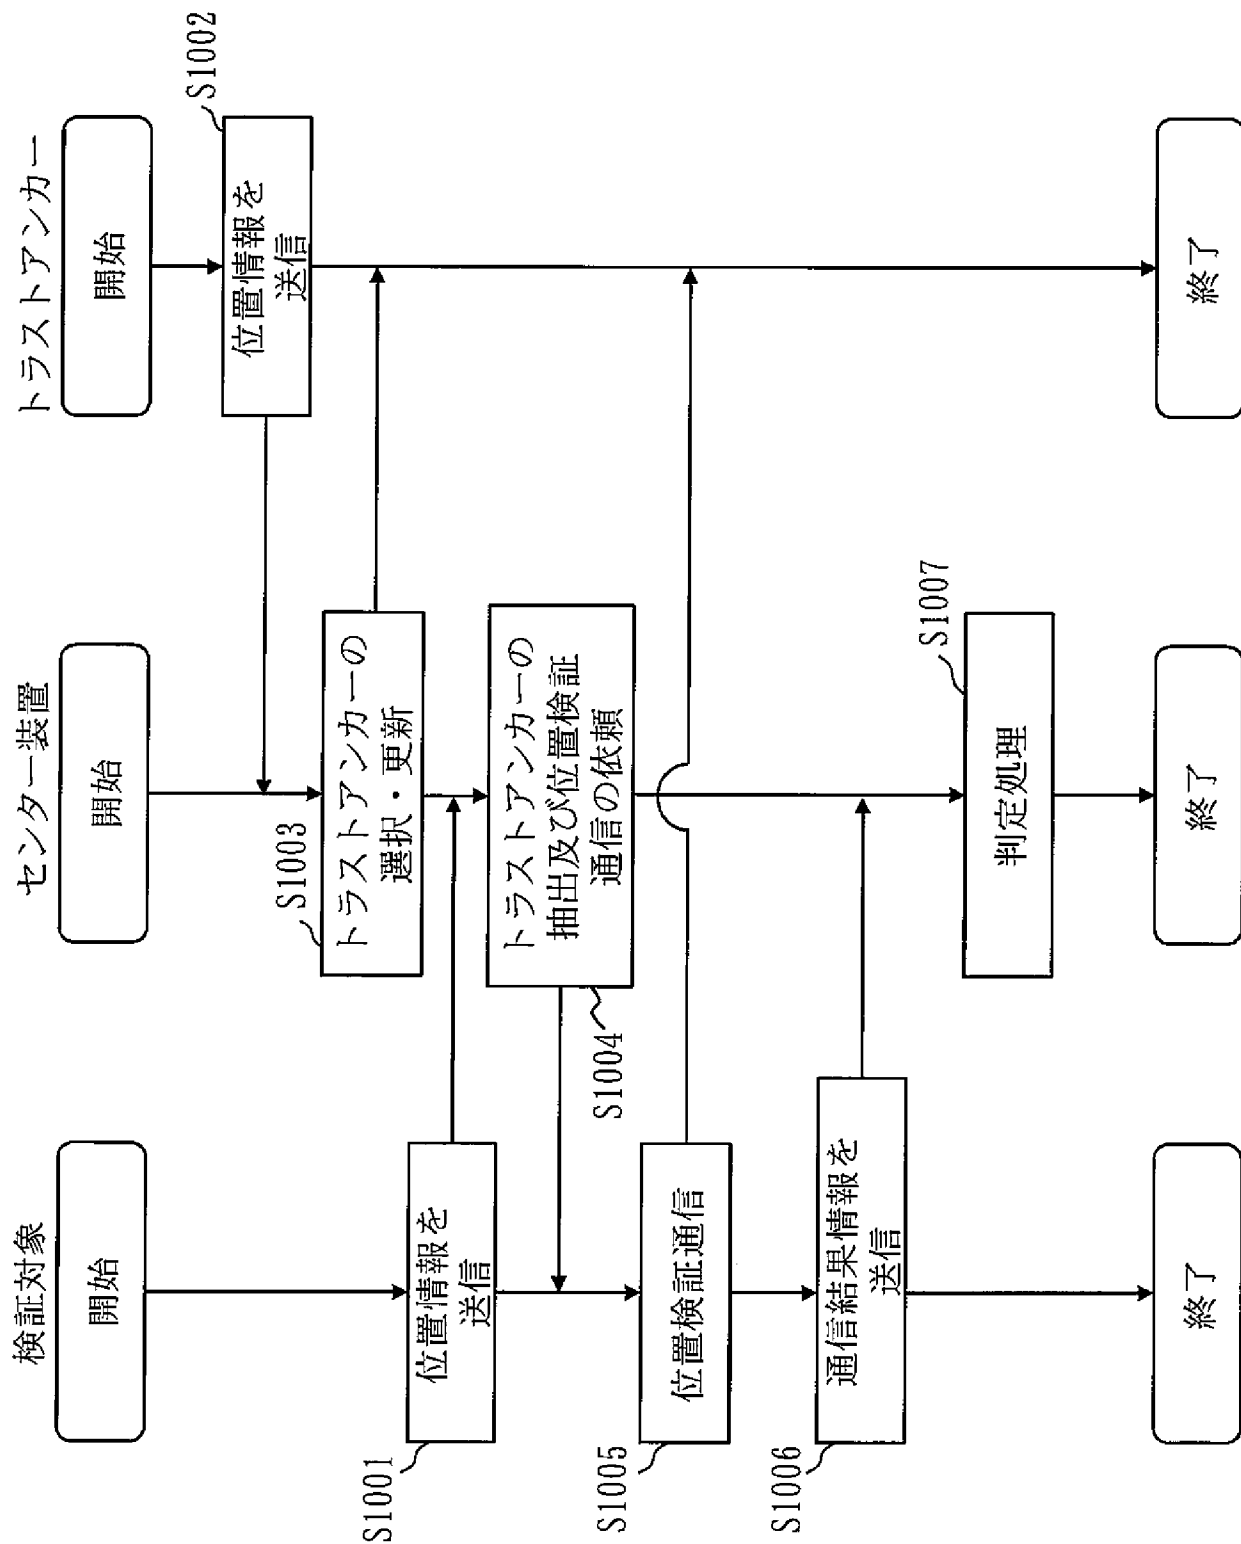 検証対象
センター装置
トラストアンカー
開始
開始
開始
S1002
位置情報を
送信
S1003
トラストアンカーの
選択・更新
S1001
位置情報を
送信
トラストアンカーの
抽出及び位置検証
通信の依頼
S1004
S1005
位置検証通信
S1006
通信結果情報を
送信
S1007
判定処理
終了
終了
終了